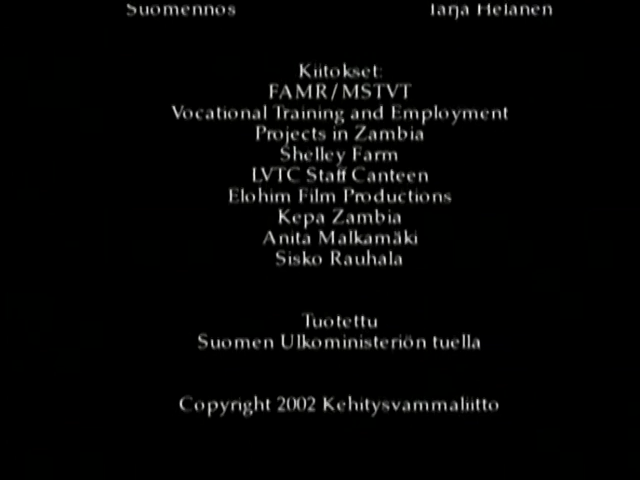 Suomennos Tarja Helanen
Kiitokset:
FAMR/MSTVT
Vocational Training and Employment
Projects in Zambia
Shelley Farm
LVTC Staff Canteen
Elohim Film Productions
Kepa Zambia
Anita Malkamäki
Sisko Rauhala
Tuotettu
Suomen Ulkoministeriön tuella
Copyright 2002 Kehitysvammaliitto